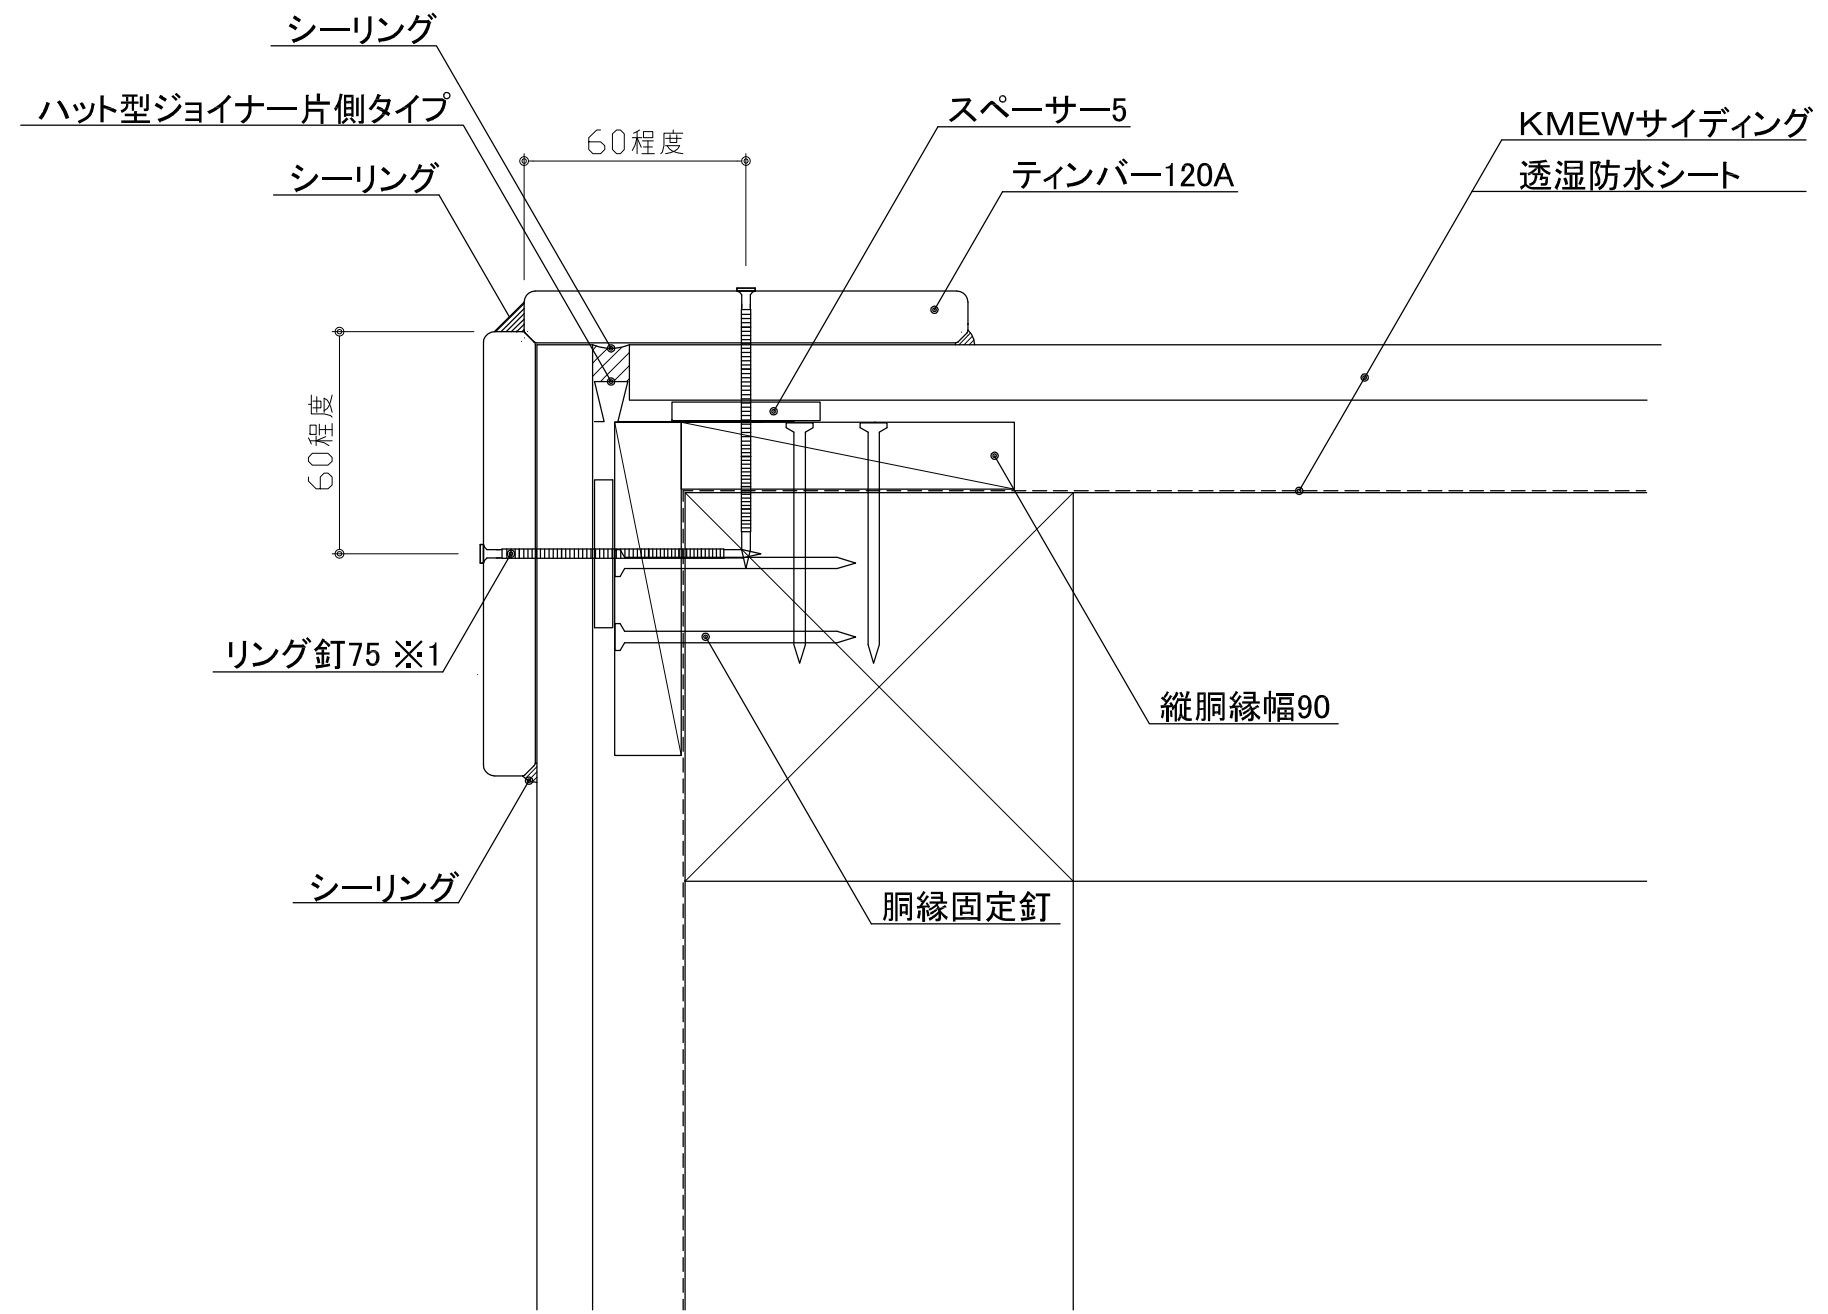 シーリング
ハット型ジョイナー片側タイプ
スペーサー5
KMEWサイディング
60程度
シーリング
ティンバー120A
透湿防水シート
60程度
リング釘75 ※1
縦胴縁幅90
シーリング
胴縁固定釘